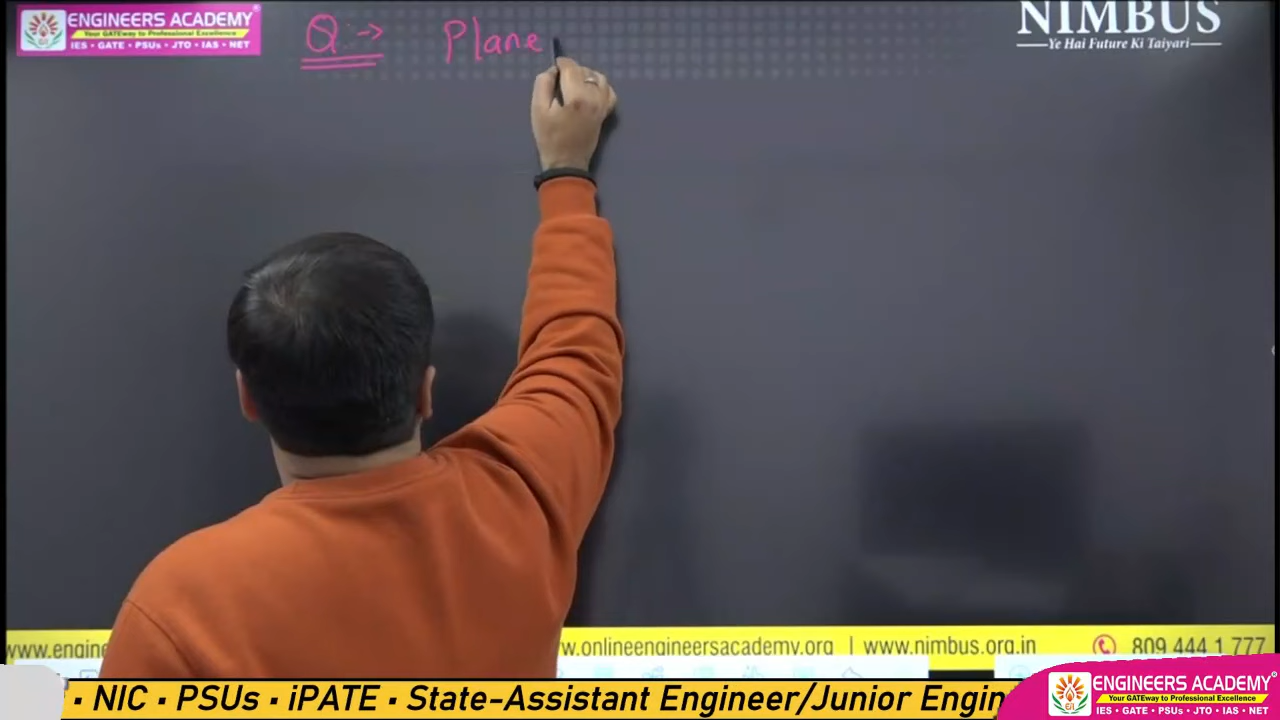 ENGINEERS ACADEMY
Your GATEway to Professional Excellence
IES • GATE • PSUs • JTO • IAS • NET
Q :→ Plane
NIMBUS
Ye Hai Future Ki Taiyari
www.engine
w.onlineengineersacademy.org | www.nimbus.org.in 809 444 1 777
• NIC • PSUs • iPATE • State-Assistant Engineer/Junior Engin
ENGINEERS ACADEMY
Your GATEway to Professional Excellence
IES • GATE • PSUs • JTO • IAS • NET